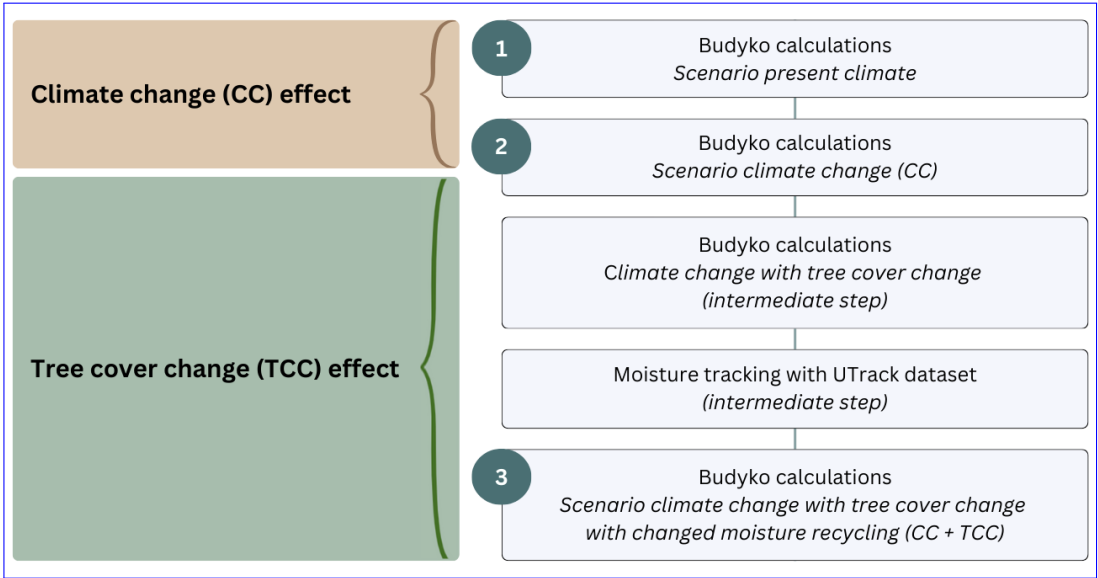 Climate change (CC) effect
1
Budyko calculations
Scenario present climate
2
Budyko calculations
Scenario climate change (CC)
Tree cover change (TCC) effect
Budyko calculations
Climate change with tree cover change
(intermediate step)
Moisture tracking with UTrack dataset
(intermediate step)
3
Budyko calculations
Scenario climate change with tree cover change
with changed moisture recycling (CC + TCC)